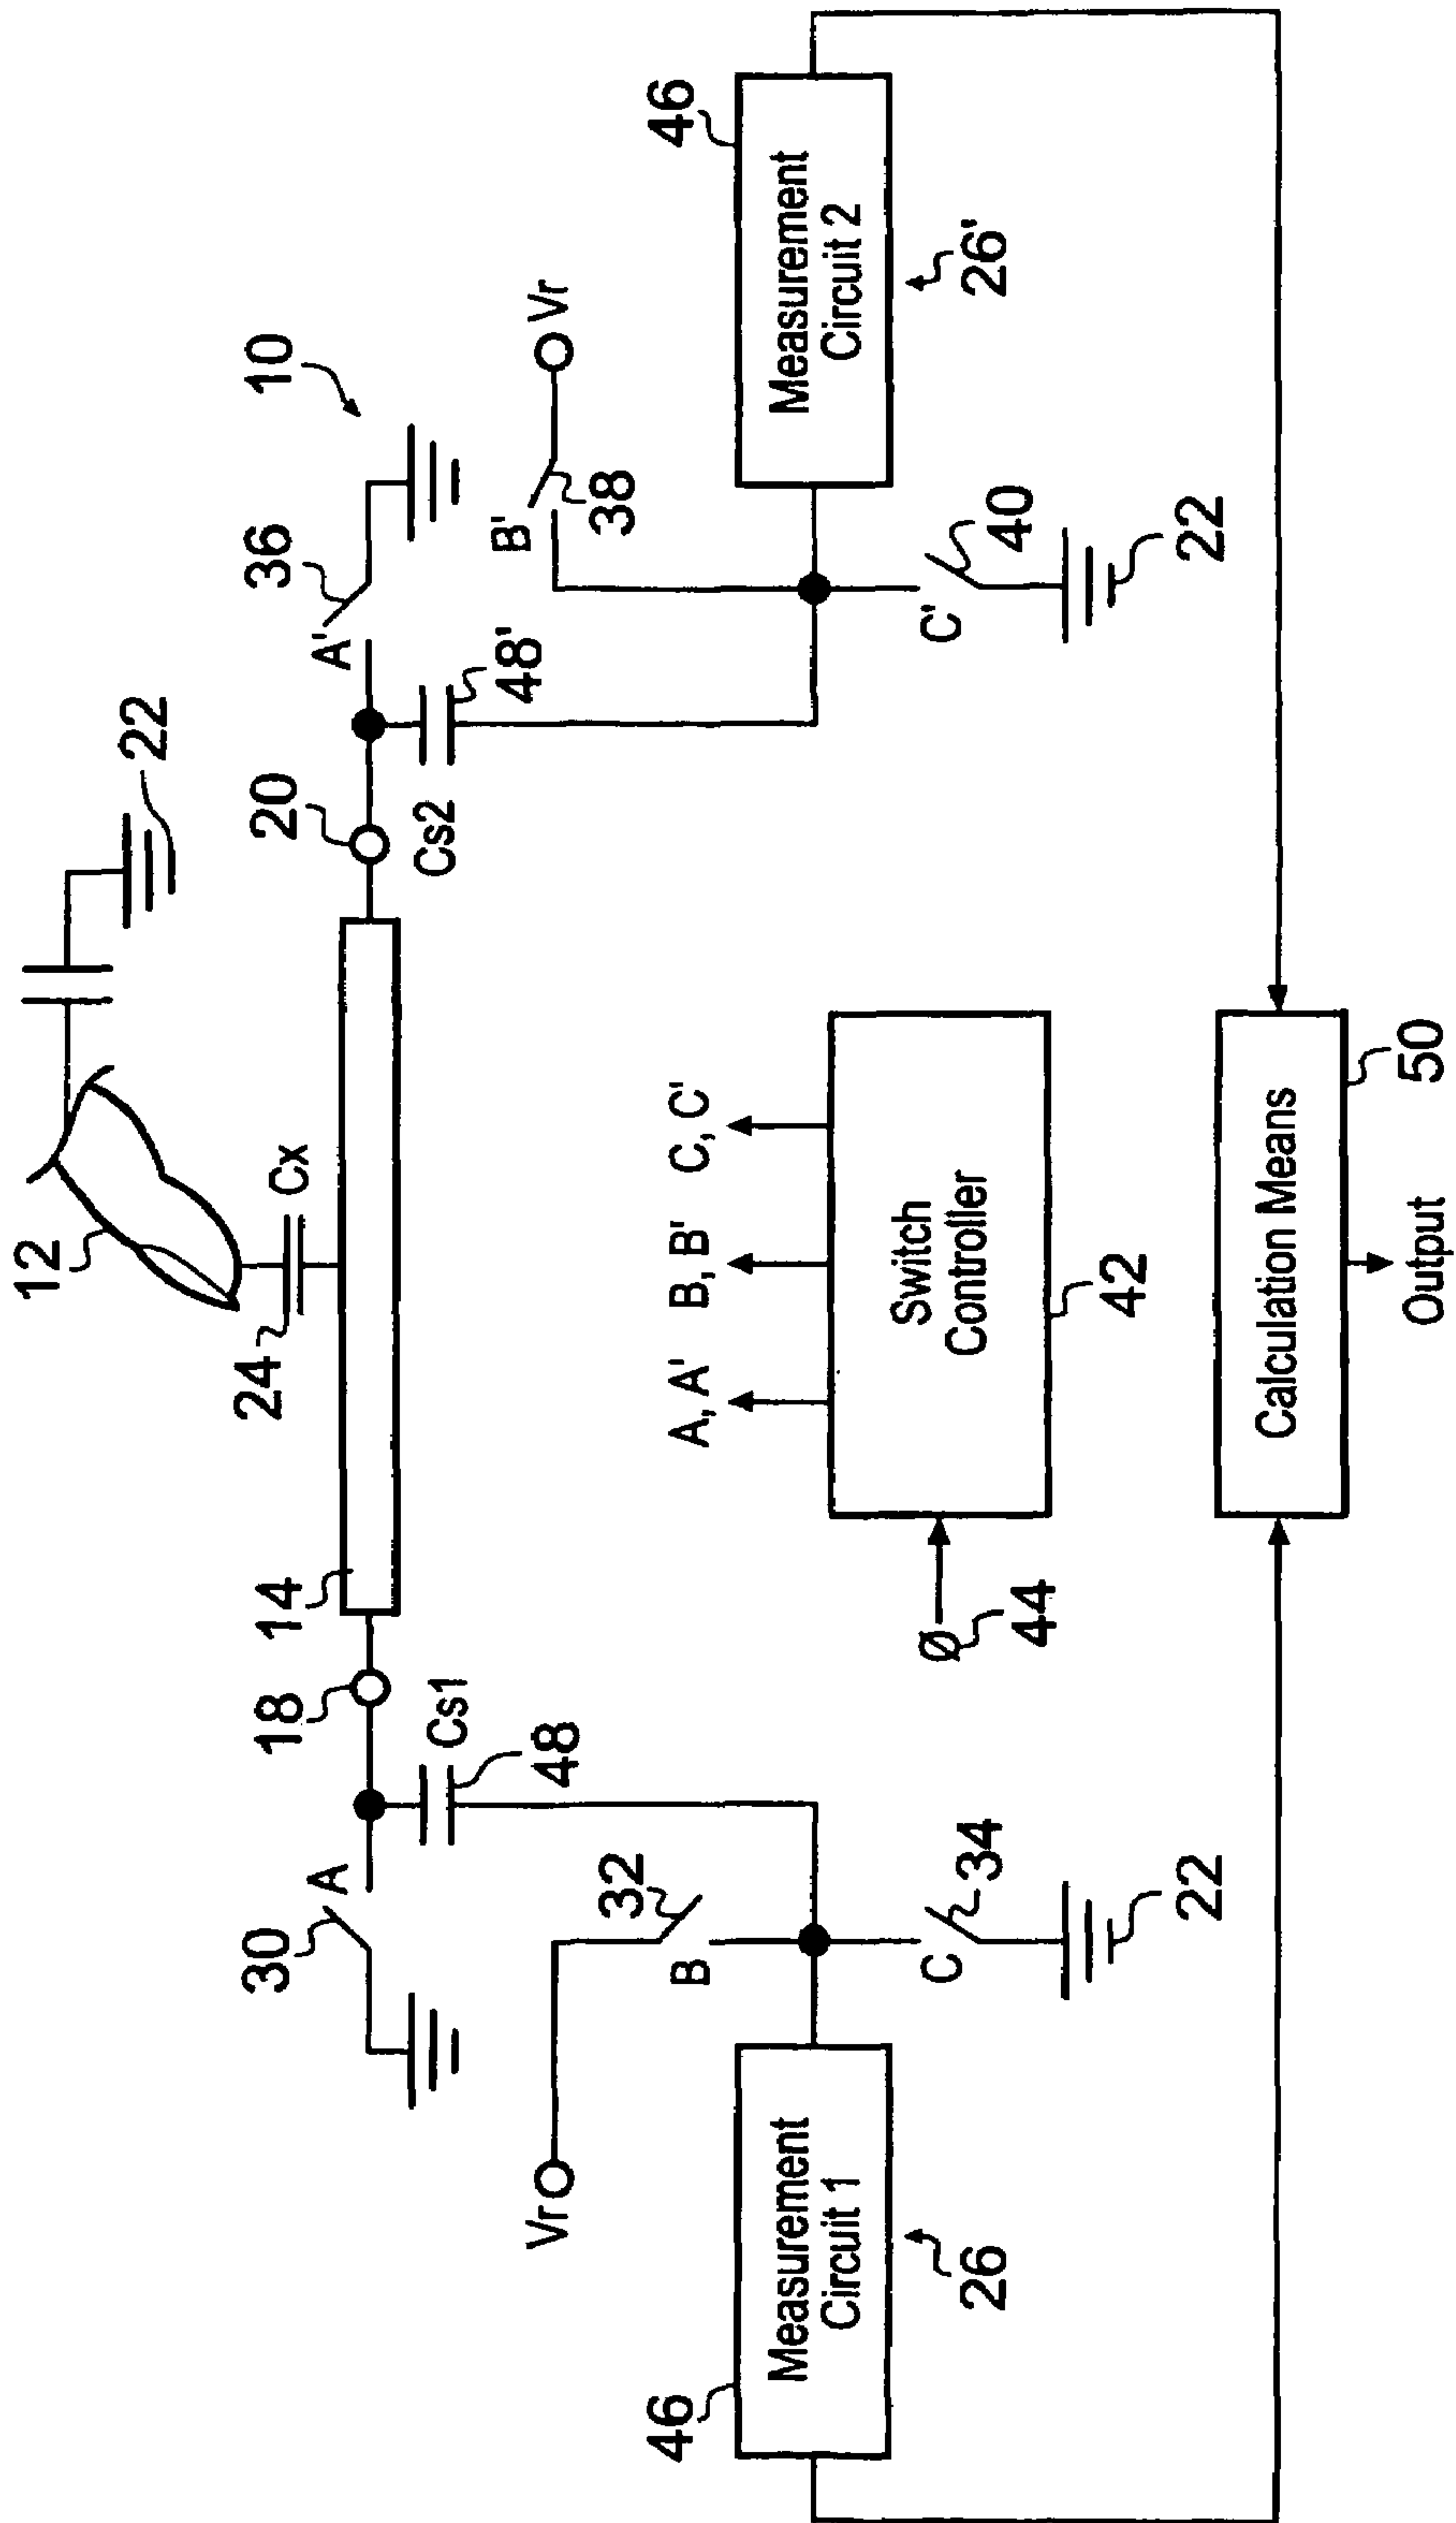 22
12
24
Cx
10
30
A
18
14
20
A'
36
Cs1
48
Cs2
48'
Vr
32
B
B'
38
Vr
46
Measurement
Circuit 1
26
C
34
22
A, A' B, B' C, C'
Ø
44
Switch
Controller
42
C'
40
22
46
Measurement
Circuit 2
26'
Calculation Means
50
Output